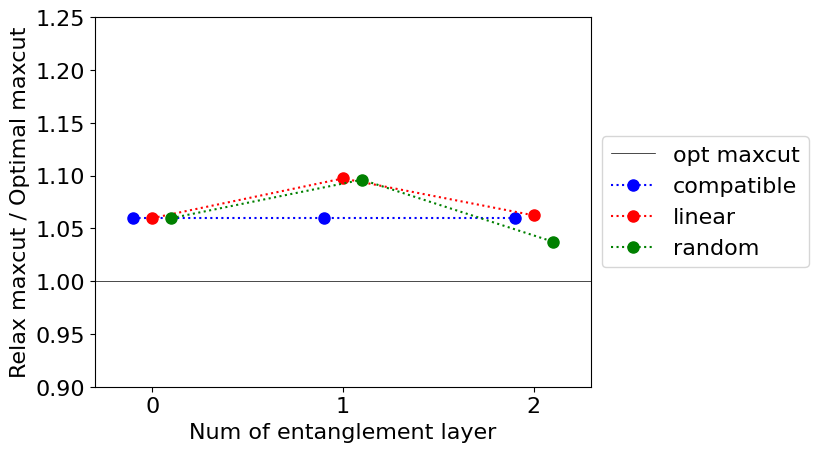 Relax maxcut / Optimal maxcut
1.25
1.20
1.15
1.10
1.05
1.00
0.95
0.90
0
1
2
Num of entanglement layer
opt maxcut
compatible
linear
random